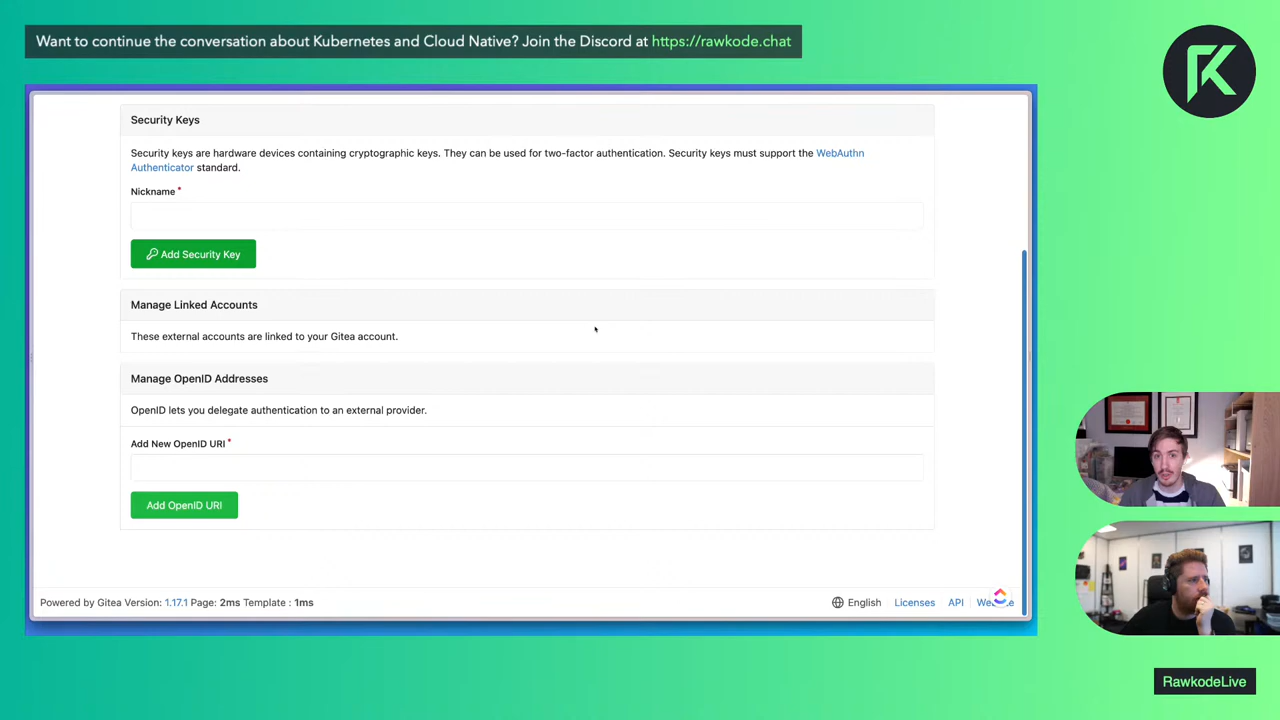 Want to continue the conversation about Kubernetes and Cloud Native? Join the Discord at https://rawkode.chat
Security Keys
Security keys are hardware devices containing cryptographic keys. They can be used for two-factor authentication. Security keys must support the WebAuthn
Authenticator standard.
Nickname *
Add Security Key
Manage Linked Accounts
These external accounts are linked to your Gitea account.
Manage OpenID Addresses
OpenID lets you delegate authentication to an external provider.
Add New OpenID URI *
Add OpenID URI
Powered by Gitea Version: 1.17.1 Page: 2ms Template : 1ms
English Licenses API
RawkodeLive